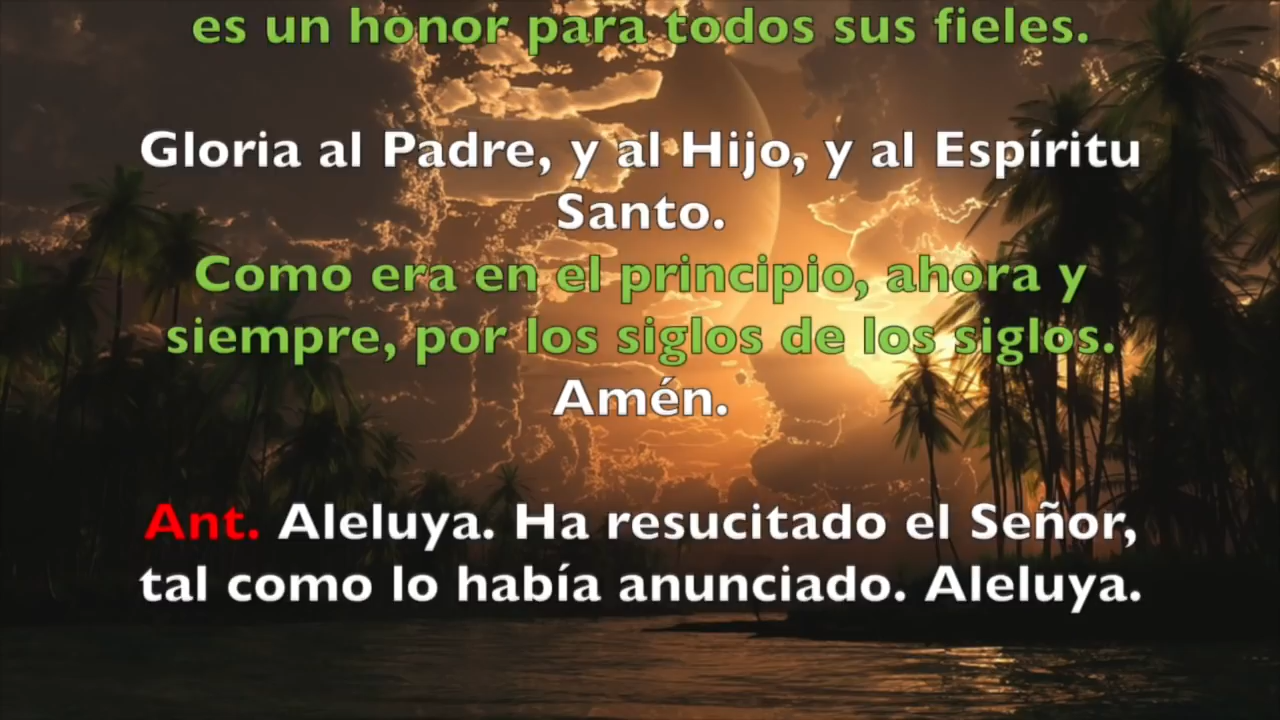 es un honor para todos sus fieles.
Gloria al Padre, y al Hijo, y al Espíritu
Santo.
Como era en el principio, ahora y
siempre, por los siglos de los siglos.
Amén.
Ant. Aleluya. Ha resucitado el Señor,
tal como lo había anunciado. Aleluya.